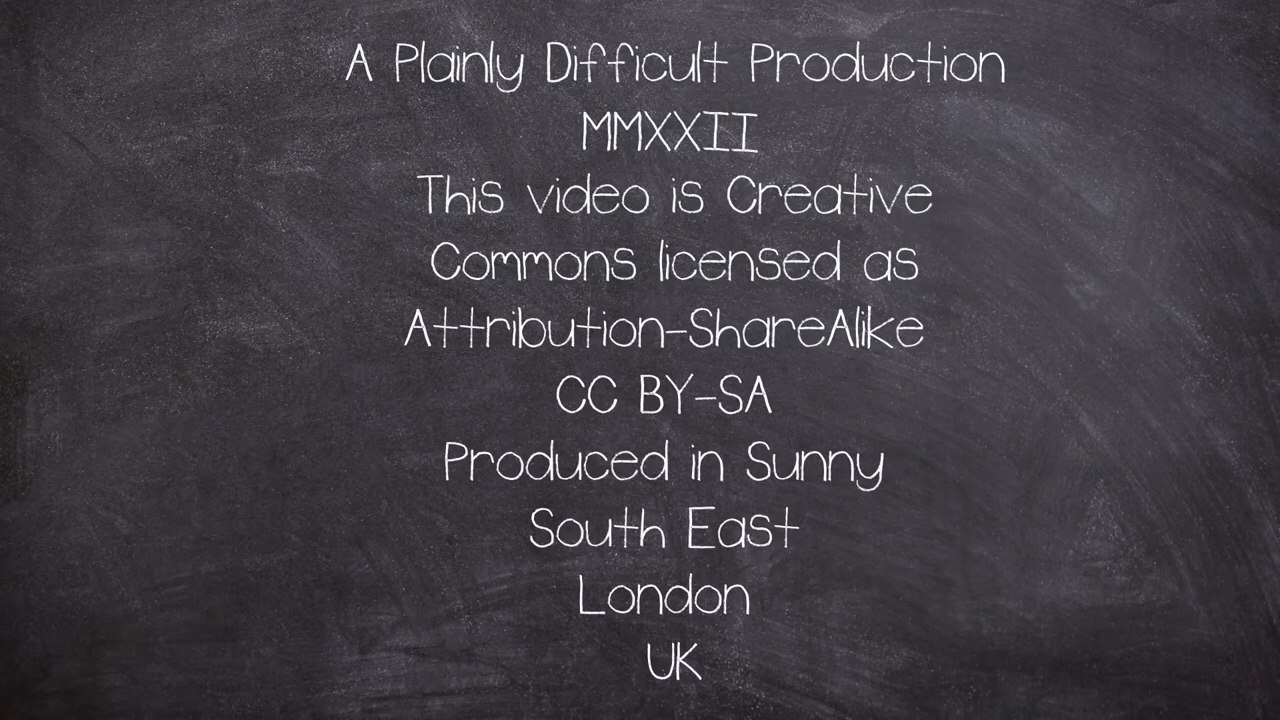 A Plainly Difficult Production
MMXXII
This video is Creative
Commons licensed as
Attribution-ShareAlike
CC BY-SA
Produced in Sunny
South East
London
UK